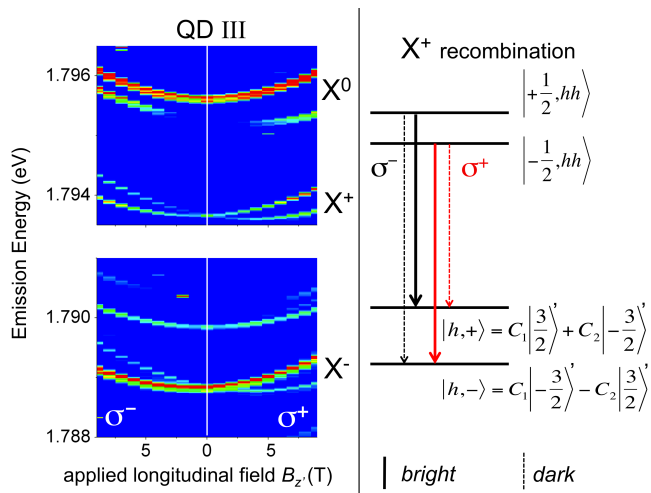 QD III
1.796
X⁰
1.794
X⁺
Emission Energy (eV)
1.790
X⁻
1.788
σ⁻
σ⁺
5 0 5
applied longitudinal field B_z'(T)
X⁺ recombination
|+1/2,hh⟩
|-1/2,hh⟩
σ⁻
σ⁺
|h,+⟩=C₁|3/2⟩'+C₂|-3/2⟩'
|h,-⟩=C₁|-3/2⟩'-C₂|3/2⟩'
bright
dark